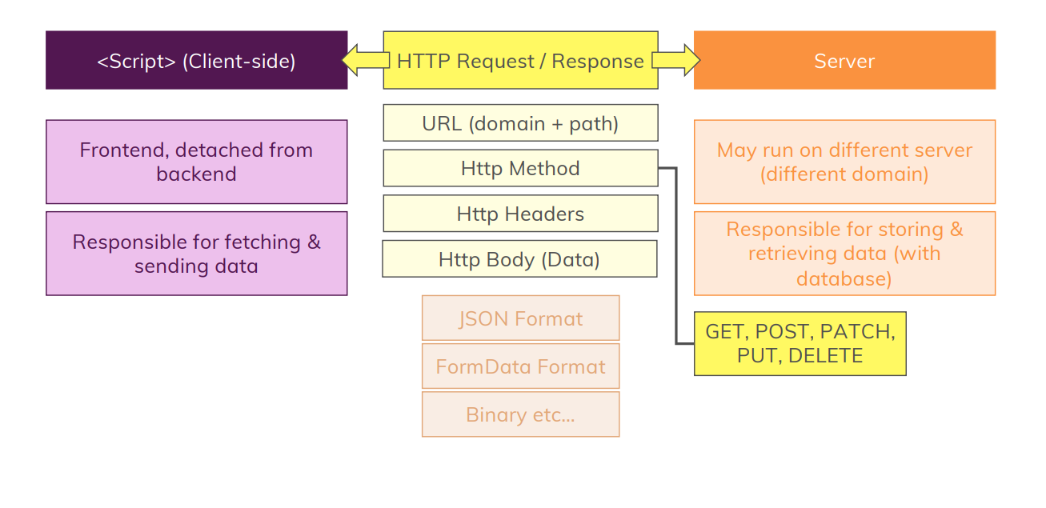 <Script> (Client-side)
HTTP Request / Response
Server
Frontend, detached from
backend
Responsible for fetching &
sending data
URL (domain + path)
Http Method
Http Headers
Http Body (Data)
JSON Format
FormData Format
Binary etc...
May run on different server
(different domain)
Responsible for storing &
retrieving data (with
database)
GET, POST, PATCH,
PUT, DELETE